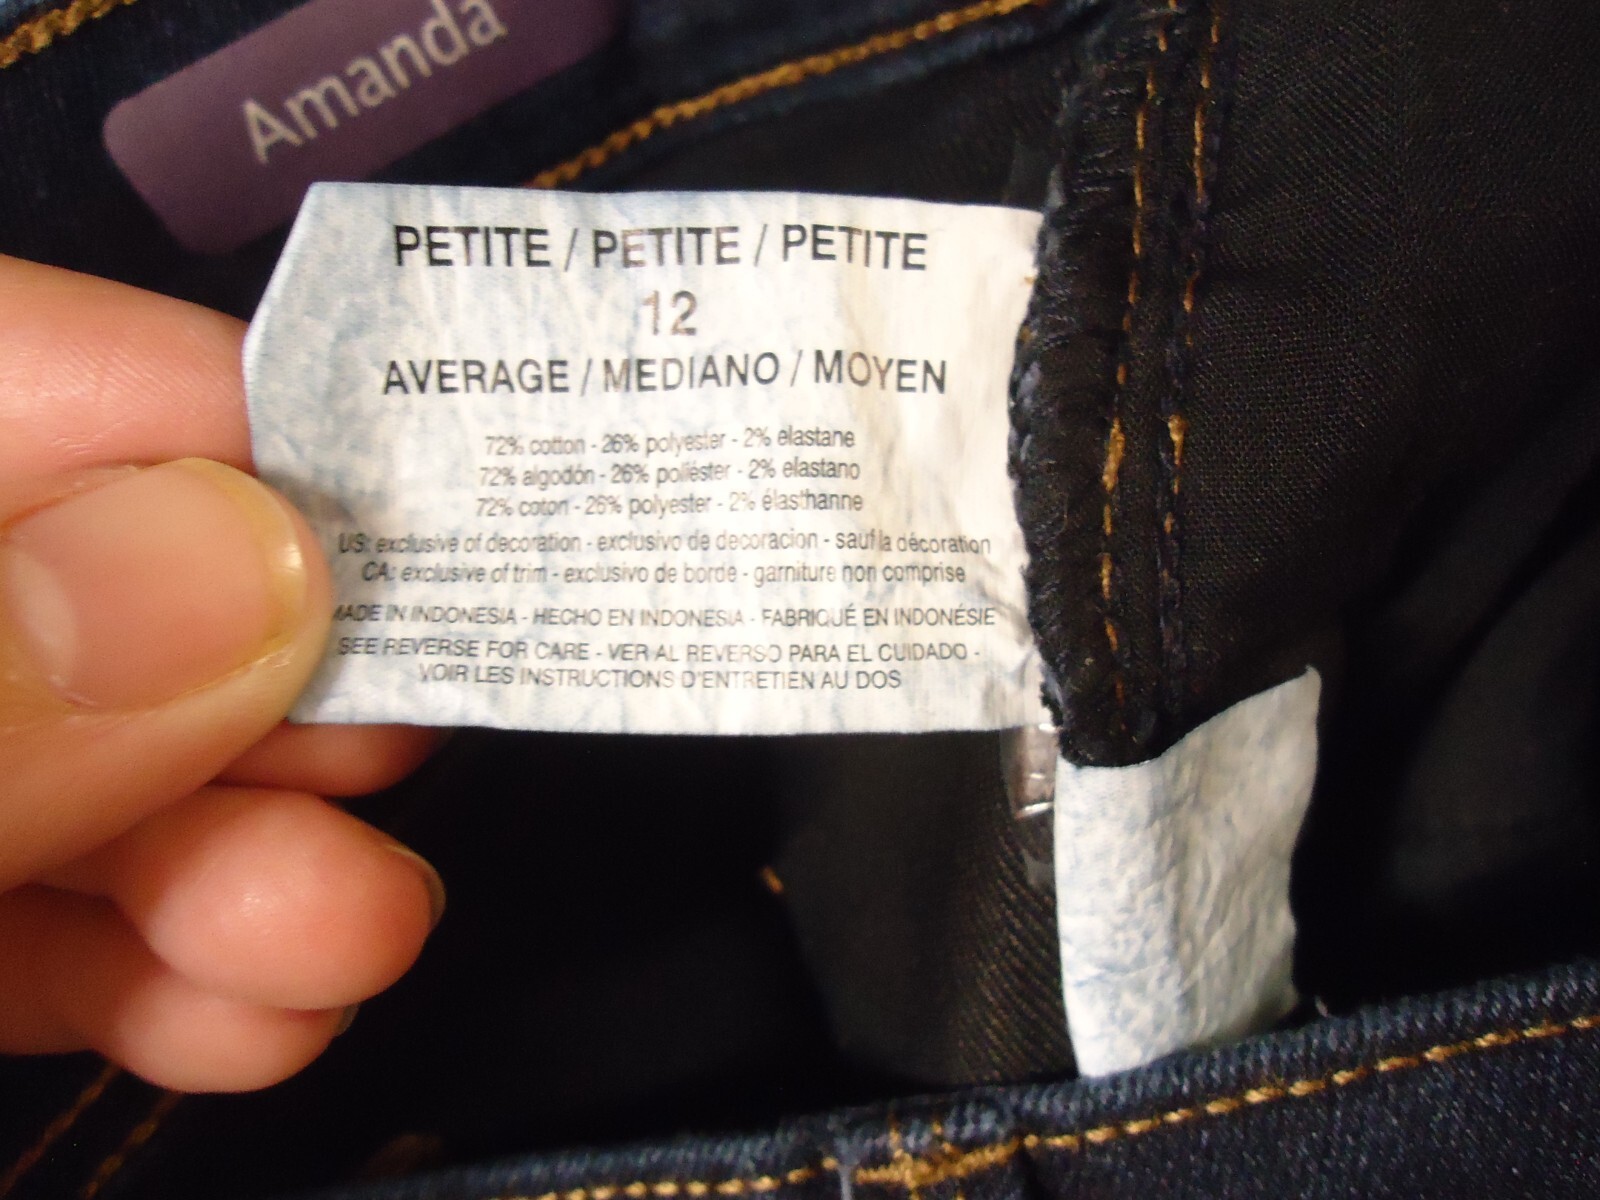 Amanda
PETITE / PETITE / PETITE
12
AVERAGE / MEDIANO / MOYEN
72% cotton - 26% polyester - 2% elastane
72% algodón - 26% poliéster - 2% elastano
72% coton - 26% polyester - 2% élasthanne
US: exclusive of decoration - exclusivo de decoracion - sauf la décoration
CA: exclusive of trim - exclusivo de borde - garniture non comprise
MADE IN INDONESIA - HECHO EN INDONESIA - FABRIQUÉ EN INDONÉSIE
SEE REVERSE FOR CARE - VER AL REVERSO PARA EL CUIDADO -
VOIR LES INSTRUCTIONS D'ENTRETIEN AU DOS